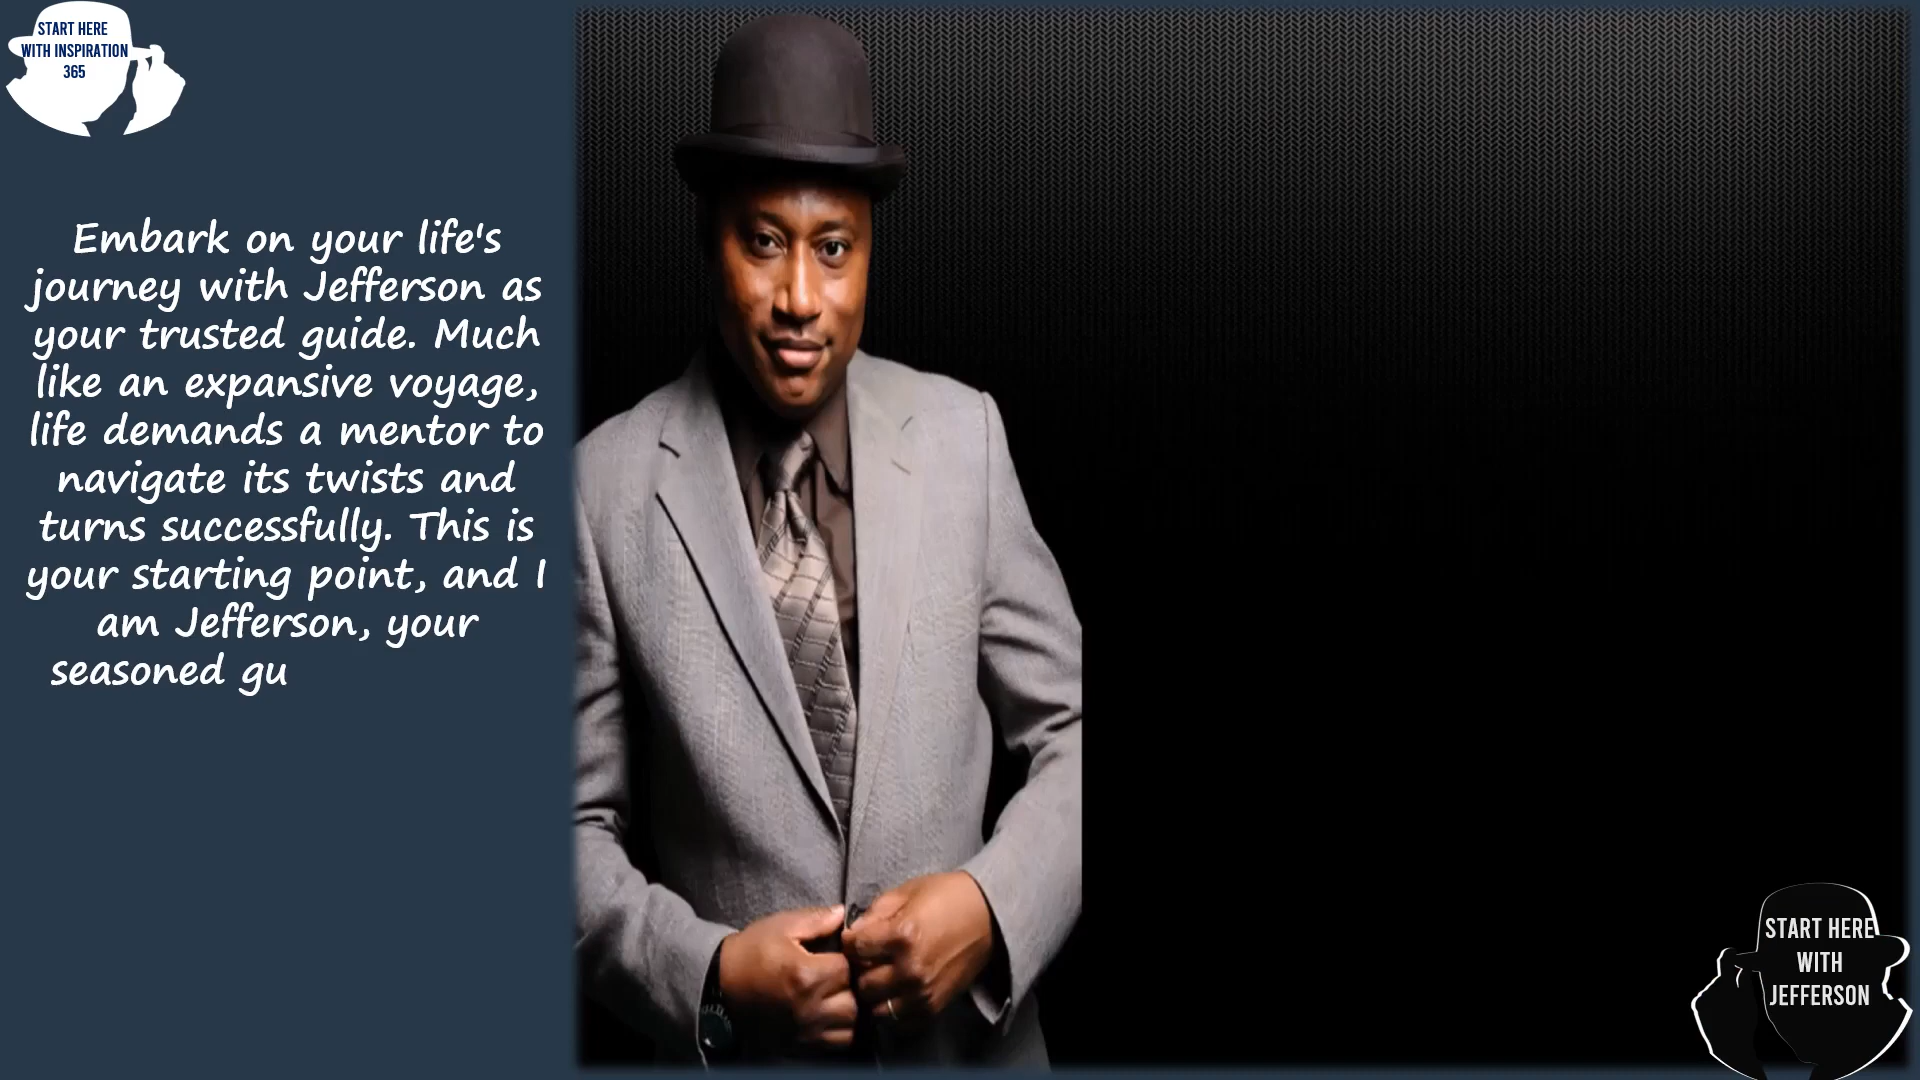 START HERE
WITH INSPIRATION
365
Embark on your life's
journey with Jefferson as
your trusted guide. Much
like an expansive voyage,
life demands a mentor to
navigate its twists and
turns successfully. This is
your starting point, and I
am Jefferson, your
seasoned gu
START HERE
WITH
JEFFERSON